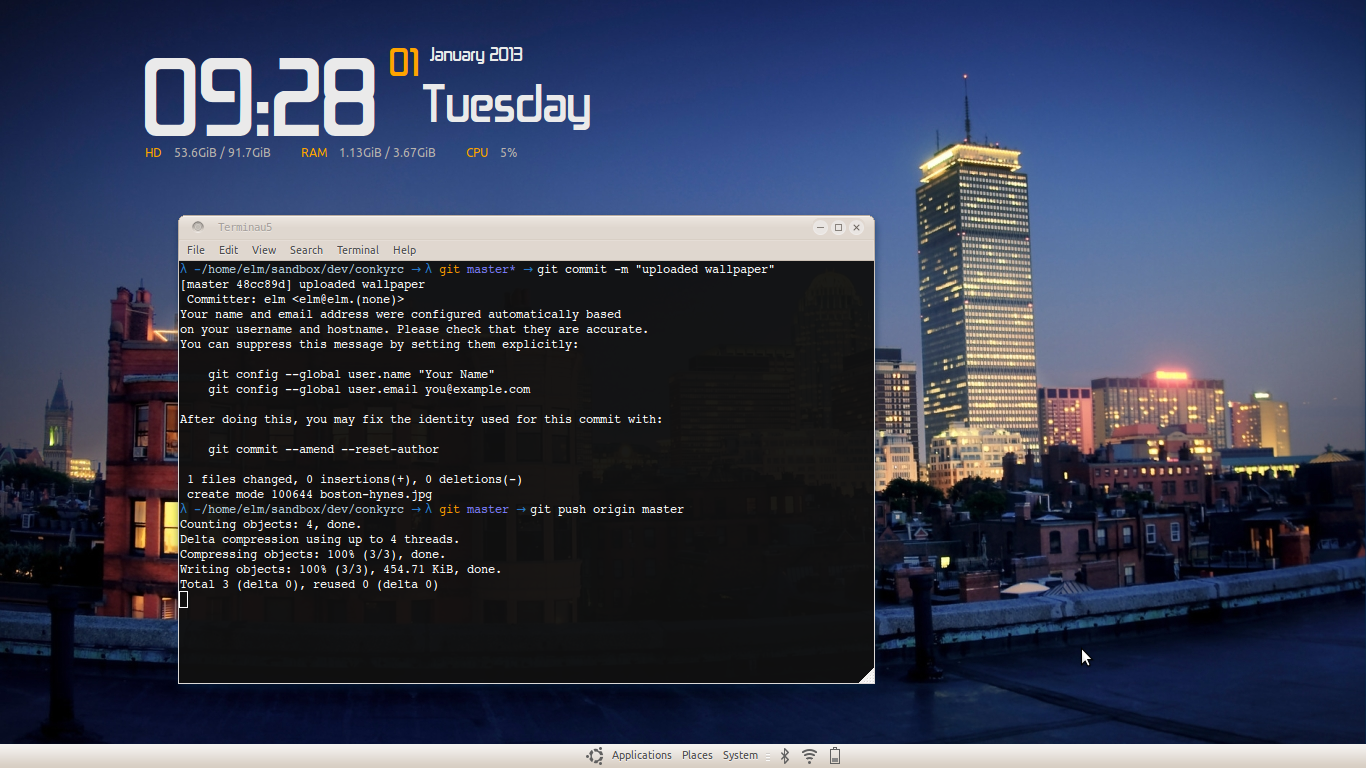 09:28
01
January 2013
Tuesday
HD 53.6GiB / 91.7GiB RAM 1.13GiB / 3.67GiB CPU 5%
Terminau5
File Edit View Search Terminal Help
λ ~/home/elm/sandbox/dev/conkyrc → λ git master* → git commit -m "uploaded wallpaper"
[master 48cc89d] uploaded wallpaper
 Committer: elm <elm@elm.(none)>
Your name and email address were configured automatically based
on your username and hostname. Please check that they are accurate.
You can suppress this message by setting them explicitly:

    git config --global user.name "Your Name"
    git config --global user.email you@example.com

After doing this, you may fix the identity used for this commit with:

    git commit --amend --reset-author

 1 files changed, 0 insertions(+), 0 deletions(-)
 create mode 100644 boston-hynes.jpg
λ ~/home/elm/sandbox/dev/conkyrc → λ git master → git push origin master
Counting objects: 4, done.
Delta compression using up to 4 threads.
Compressing objects: 100% (3/3), done.
Writing objects: 100% (3/3), 454.71 KiB, done.
Total 3 (delta 0), reused 0 (delta 0)
Applications Places System